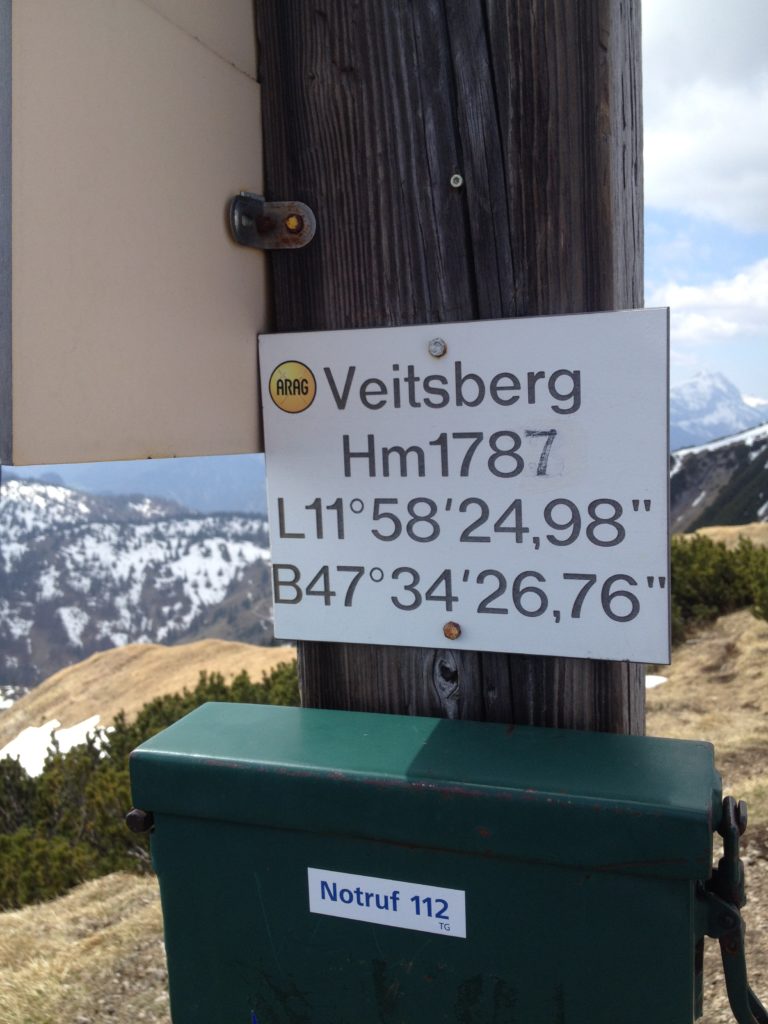 ARAG Veitsberg
Hm1787
L11°58'24,98"
B47°34'26,76"
Notruf 112
TG